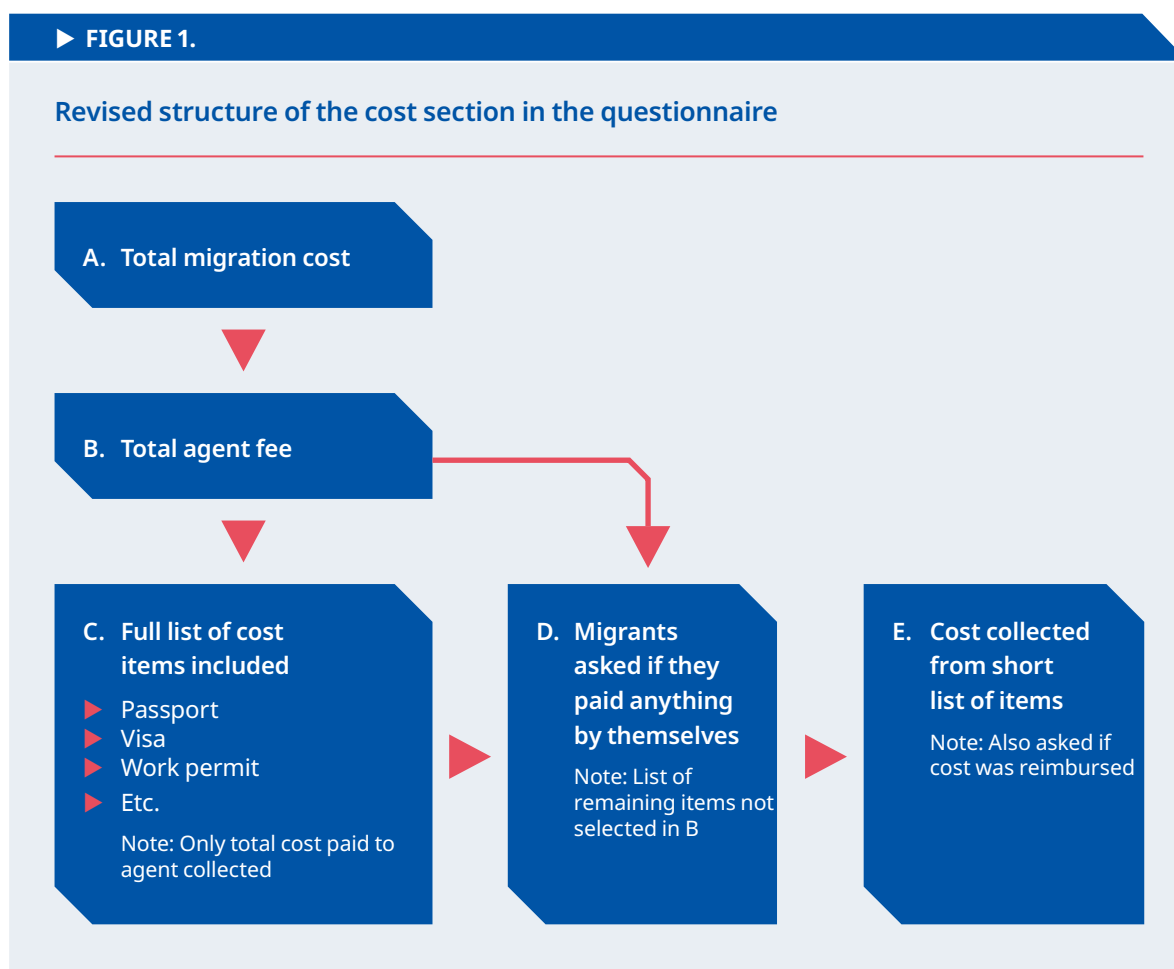 FIGURE 1.
Revised structure of the cost section in the questionnaire
A. Total migration cost
B. Total agent fee
C. Full list of cost
items included
Passport
Visa
Work permit
Etc.
Note: Only total cost paid to
agent collected
D. Migrants
asked if they
paid anything
by themselves
Note: List of
remaining items not
selected in B
E. Cost collected
from short
list of items
Note: Also asked if
cost was reimbursed